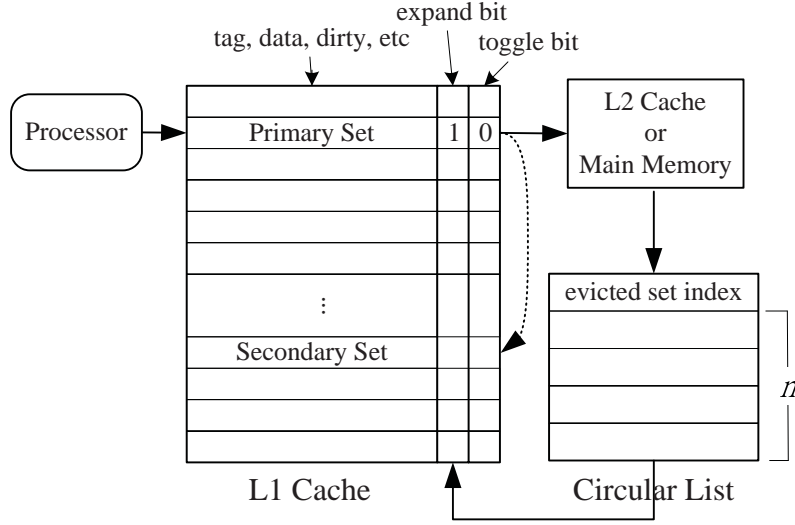 expand bit
tag, data, dirty, etc
toggle bit
Processor
Primary Set
1
0
L2 Cache
or
Main Memory
⋮
evicted set index
Secondary Set
n
L1 Cache
Circular List